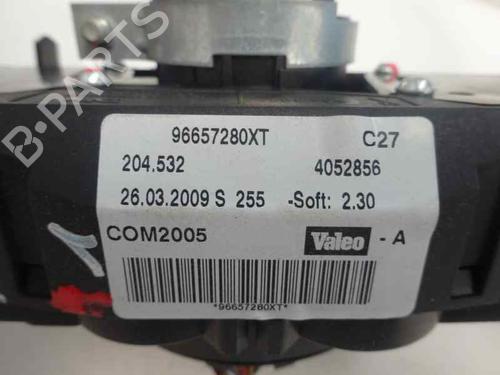 B-PARTS
96657280XT C27
204.532 4052856
26.03.2009 S 255 -Soft: 2.30
COM2005 Valeo - A
*96657280XT*